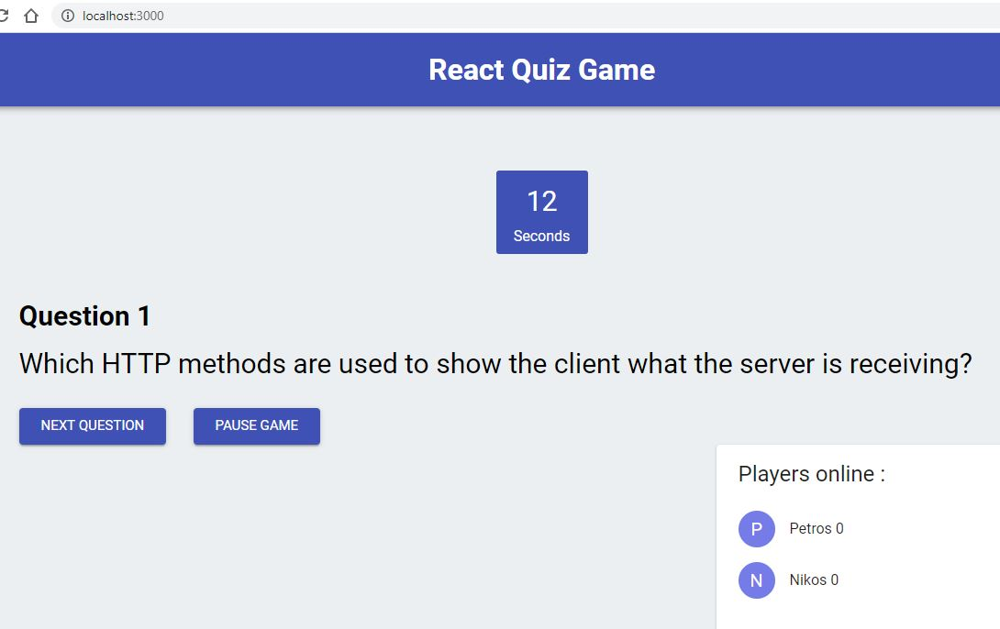 localhost:3000
React Quiz Game
12
Seconds
Question 1
Which HTTP methods are used to show the client what the server is receiving?
NEXT QUESTION PAUSE GAME
Players online :
P Petros 0
N Nikos 0